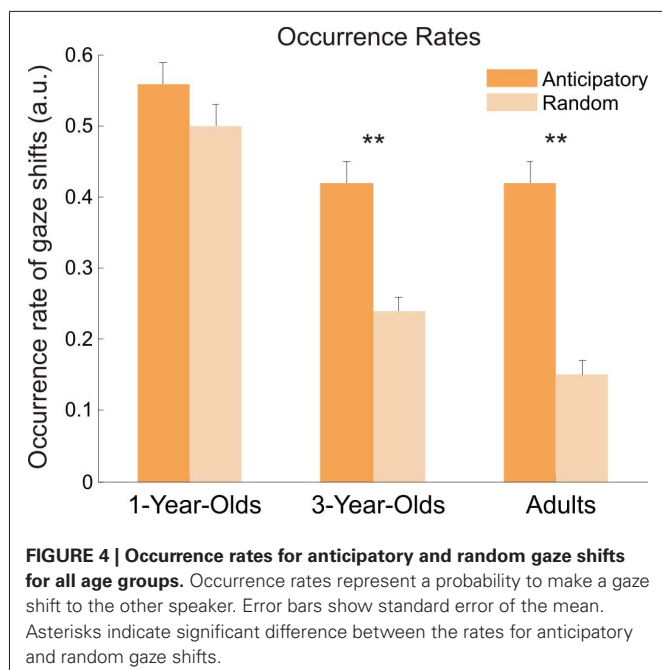 Occurrence Rates
Occurrence rate of gaze shifts (a.u.)
0.6
0.5
0.4
0.3
0.2
0.1
0
Anticipatory
Random
**
**
1-Year-Olds
3-Year-Olds
Adults
FIGURE 4 | Occurrence rates for anticipatory and random gaze shifts
for all age groups. Occurrence rates represent a probability to make a gaze
shift to the other speaker. Error bars show standard error of the mean.
Asterisks indicate significant difference between the rates for anticipatory
and random gaze shifts.